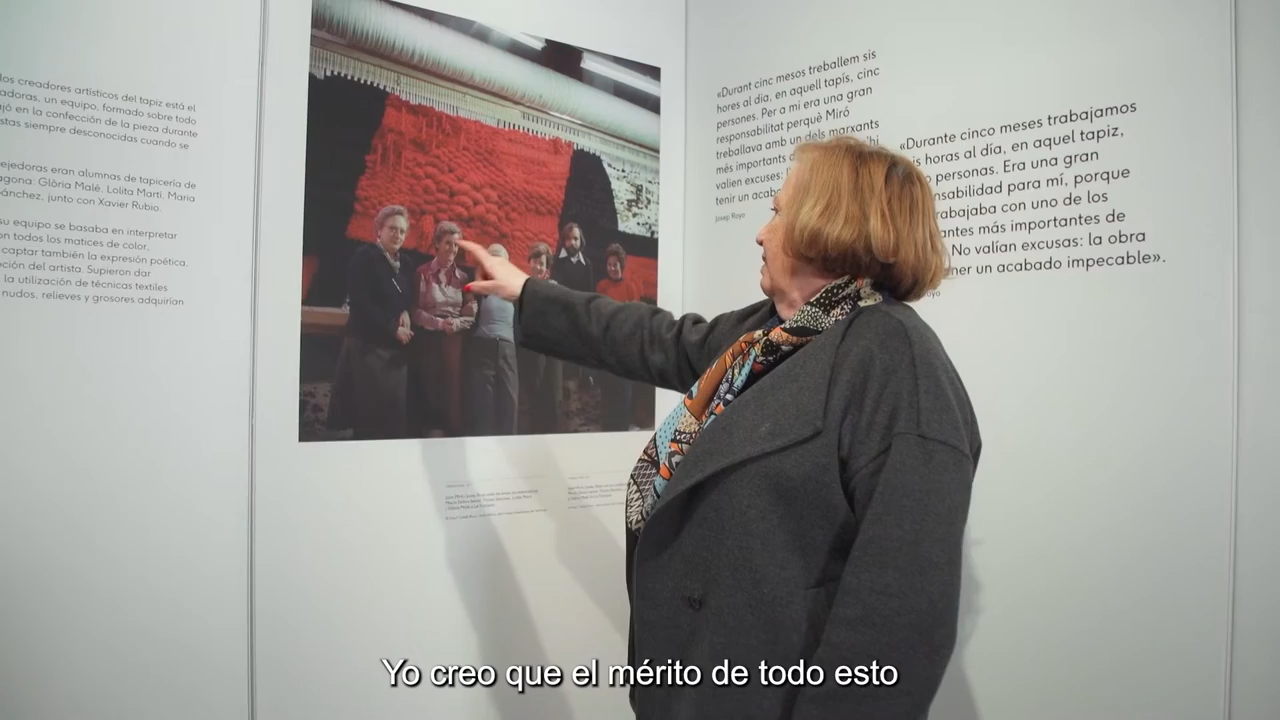 los creadores artísticos del tapiz está el
adoras, un equipo, formado sobre todo
jó en la confección de la pieza durante
stas siempre desconocidas cuando se
ejedoras eran alumnas de tapicería de
agona: Glòria Malé, Lolita Martí, Maria
ánchez, junto con Xavier Rubio.
su equipo se basaba en interpretar
on todos los matices de color,
captar también la expresión poética,
ción del artista. Supieron dar
la utilización de técnicas textiles
nudos, relieves y grosores adquirían
«Durant cinc mesos treballem sis
hores al dia, en aquell tapís, cinc
persones. Per a mi era una gran
responsabilitat perquè Miró
treballava amb un dels marxants
més importants d
valien excuses:
tenir un acaba
Josep Royo
«Durante cinco meses trabajamos
is horas al día, en aquel tapiz,
o personas. Era una gran
nsabilidad para mí, porque
rabajaba con uno de los
antes más importantes de
No valían excusas: la obra
ner un acabado impecable».
oyo
Yo creo que el mérito de todo esto